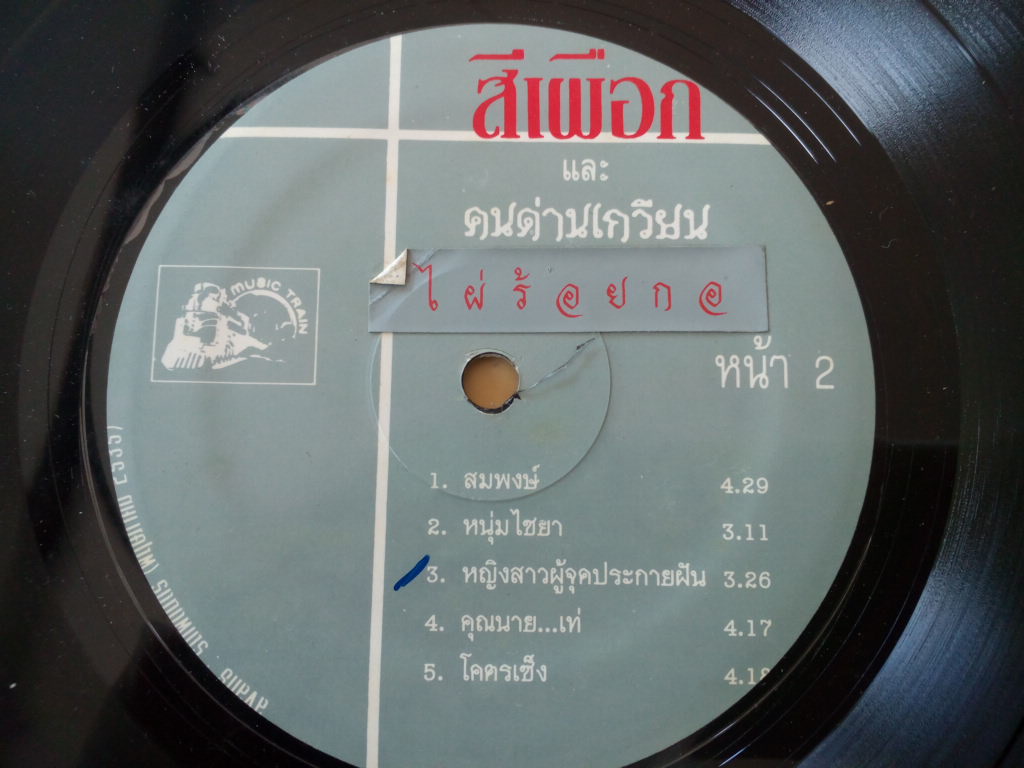 สีเผือก
และ
คนด่านเกวียน
ไผ่ร้อยกอ
MUSIC TRAIN
หน้า 2
1. สมพงษ์ 4.29
2. หนุ่มไชยา 3.11
3. หญิงสาวผู้จุดประกายฝัน 3.26
4. คุณนาย...เท่ 4.17
5. โคตรเซ็ง 4.18